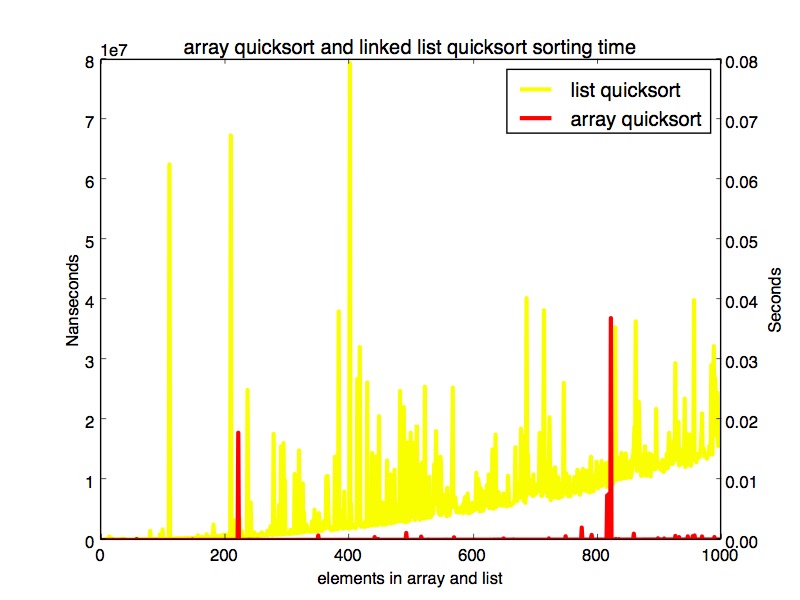 array quicksort and linked list quicksort sorting time
1e7
8
7
6
5
4
3
2
1
0
Nanseconds
0.08
0.07
0.06
0.05
0.04
0.03
0.02
0.01
0.00
Seconds
list quicksort
array quicksort
0 200 400 600 800 1000
elements in array and list